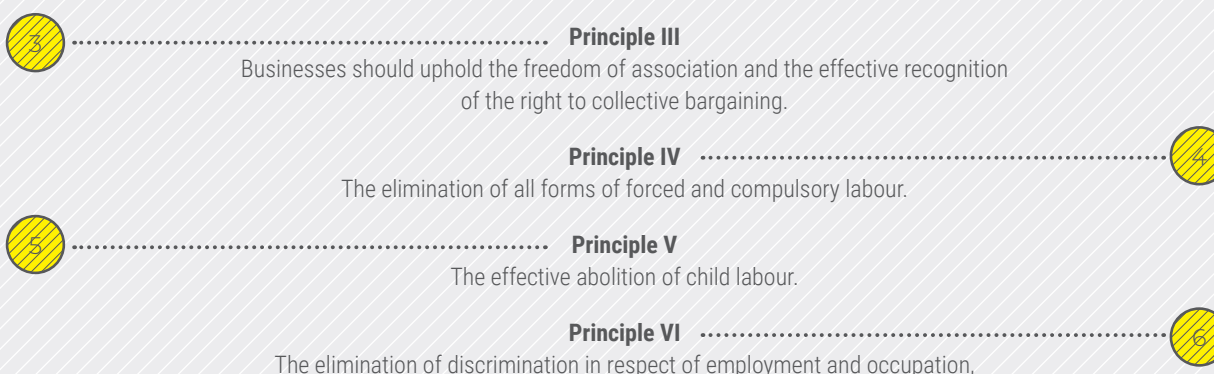 3
Principle III
Businesses should uphold the freedom of association and the effective recognition
of the right to collective bargaining.
Principle IV
4
The elimination of all forms of forced and compulsory labour.
5
Principle V
The effective abolition of child labour.
Principle VI
6
The elimination of discrimination in respect of employment and occupation,